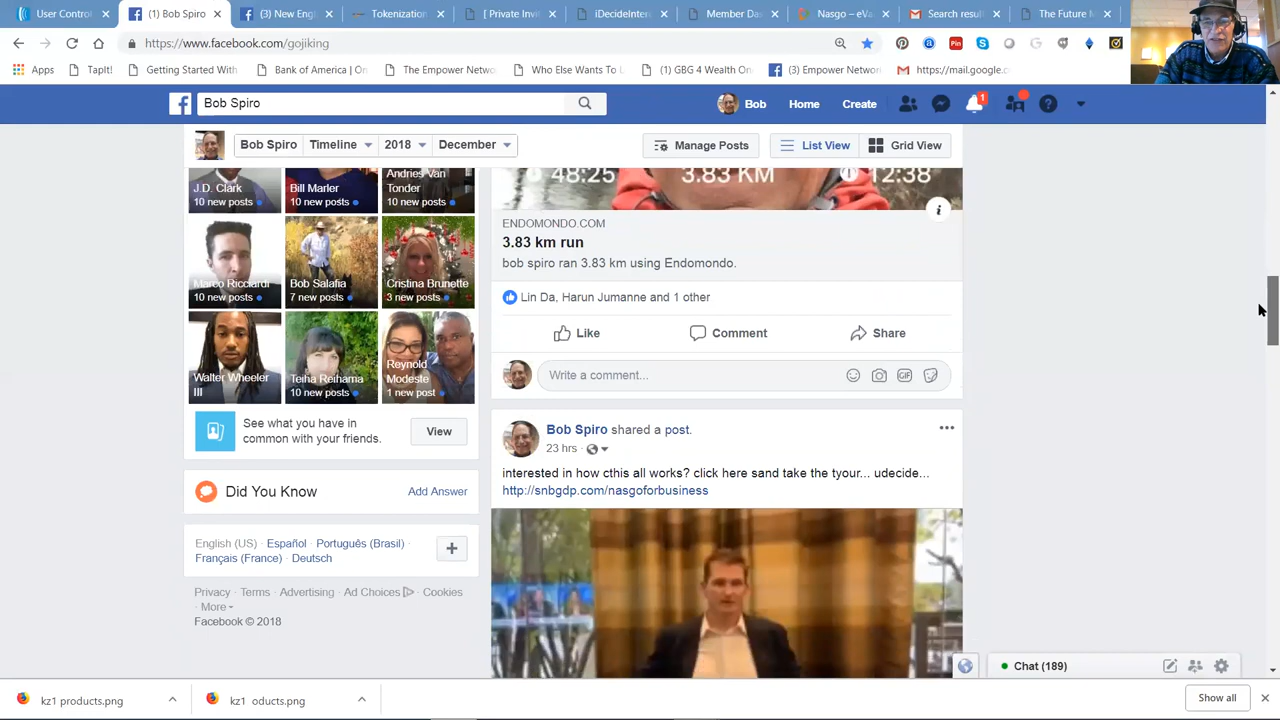 User Control
(1) Bob Spiro
(3) New Eng
Tokenization
[ Private Invit
iDecideInter
Member Das
Nasgo – eVa
Search result
The Future M
https://www.facebook.com/gojiking
Apps
TapIt!
Getting Started With
Bank of America | On
The Empower Netwo
Who Else Wants To L
(1) GBG 4 Wealth On
(3) Empower Networ
https://mail.google.c
Bob Spiro
Bob
Home
Create
1
Bob Spiro
Timeline
2018
December
Manage Posts
List View
Grid View
J.D. Clark
10 new posts
Bill Marler
10 new posts
Andries Van
Tonder
10 new posts
Marco Ricciardi
10 new posts
Bob Salafia
7 new posts
Cristina Brunette
3 new posts
Walter Wheeler
III
Teiha Reihama
10 new posts
Reynold
Modeste
1 new post
See what you have in
common with your friends.
View
Did You Know
Add Answer
English (US) · Español · Português (Brasil) ·
Français (France) · Deutsch
Privacy · Terms · Advertising · Ad Choices · Cookies
· More
Facebook © 2018
48:25
3.83 KM
12:38
ENDOMONDO.COM
3.83 km run
bob spiro ran 3.83 km using Endomondo.
Lin Da, Harun Jumanne and 1 other
Like
Comment
Share
Write a comment...
GIF
Bob Spiro shared a post.
23 hrs ·
interested in how cthis all works? click here sand take the tyour... udecide...
http://snbgdp.com/nasgoforbusiness
Chat (189)
kz1 products.png
kz1 oducts.png
Show all